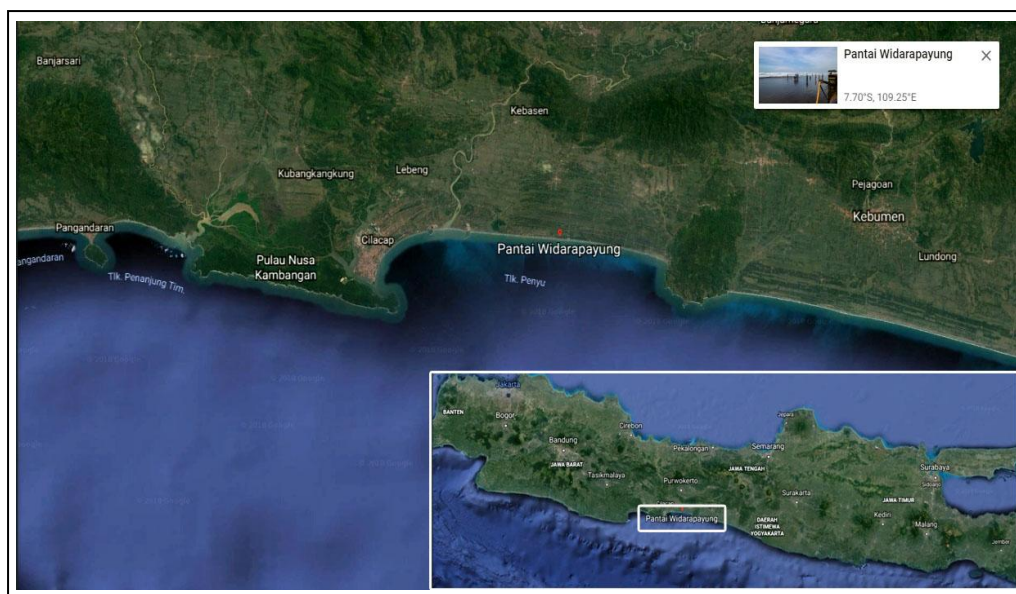 Banjarsari
Pantai Widarapayung
7.70°S, 109.25°E
Kebasen
Kubangkangkung
Lebeng
Pejagoan
Kebumen
Pangandaran
Cilacap
Pantai Widarapayung
Lundong
Pulau Nusa
Kambangan
Tlk. Penanjung Tim.
Tlk. Penyu
Jakarta
BANTEN
Bogor
Cirebon
Jepara
Bandung
Pekalongan
Semarang
JAWA BARAT
JAWA TENGAH
Surabaya
Tasikmalaya
Purwokerto
Sidoarjo
Surakarta
JAWA TIMUR
Pantai Widarapayung
DAERAH
ISTIMEWA
YOGYAKARTA
Kediri
Malang
Jember